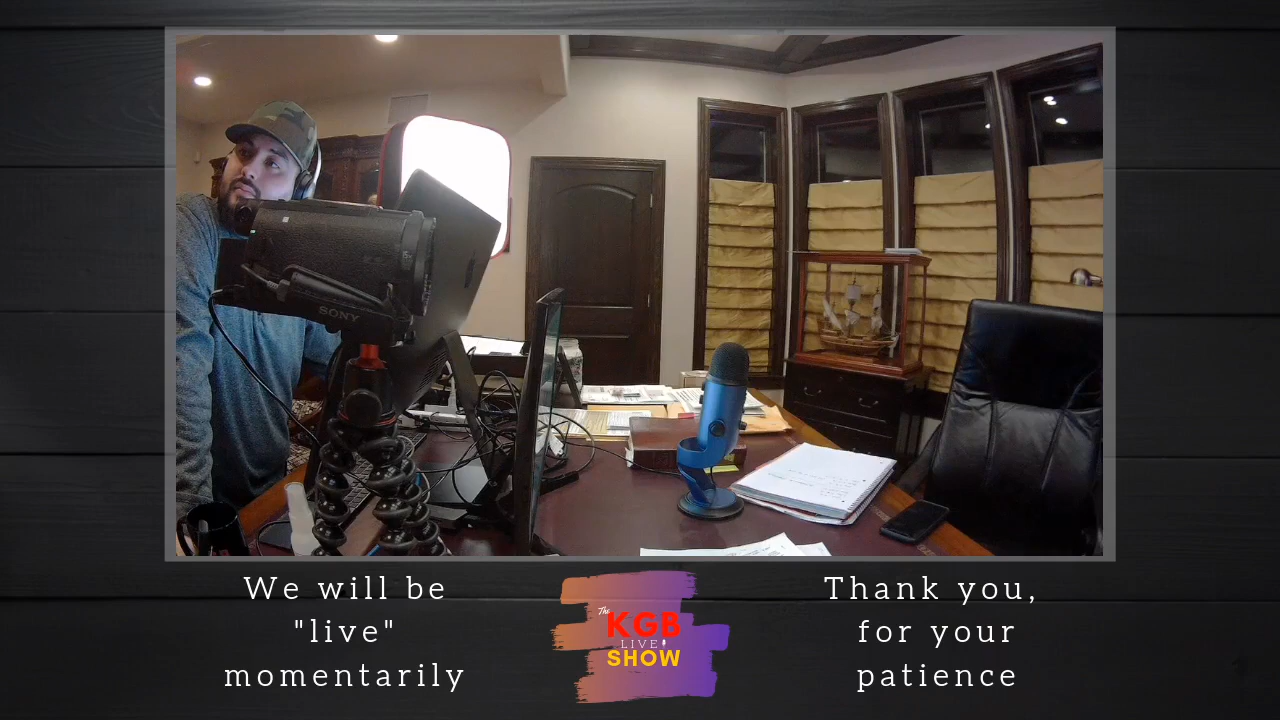 SONY
We will be
"live"
momentarily
The
KGB
LIVE
SHOW
Thank you,
for your
patience